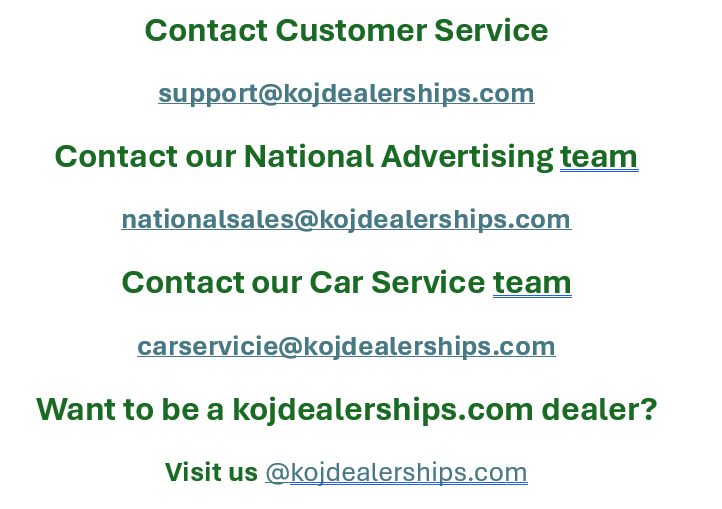 Contact Customer Service
support@kojdealerships.com
Contact our National Advertising team
nationalsales@kojdealerships.com
Contact our Car Service team
carservicie@kojdealerships.com
Want to be a kojdealerships.com dealer?
Visit us @kojdealerships.com